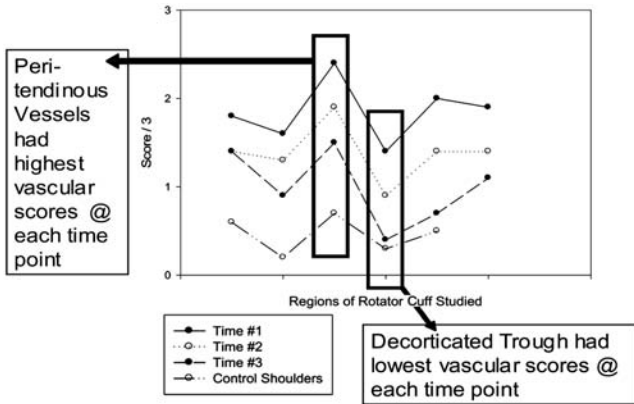 Peri-
tendinous
Vessels
had
highest
vascular
scores @
each time
point
3
2
1
0
Score / 3
Regions of Rotator Cuff Studied
Time #1
Time #2
Time #3
Control Shoulders
Decorticated Trough had
lowest vascular scores @
each time point